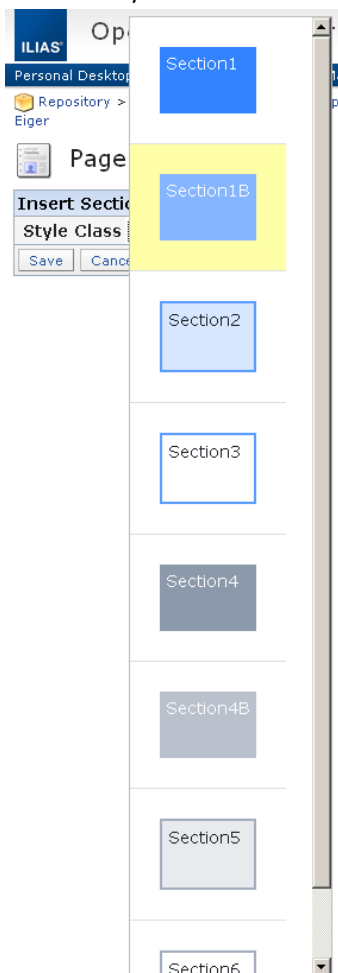 ILIAS
Op
Personal Desktop
Repository >
Eiger
Page
Insert Sectio
Style Class
Save
Cance
Section1
Section1B
Section2
Section3
Section4
Section4B
Section5
Section6